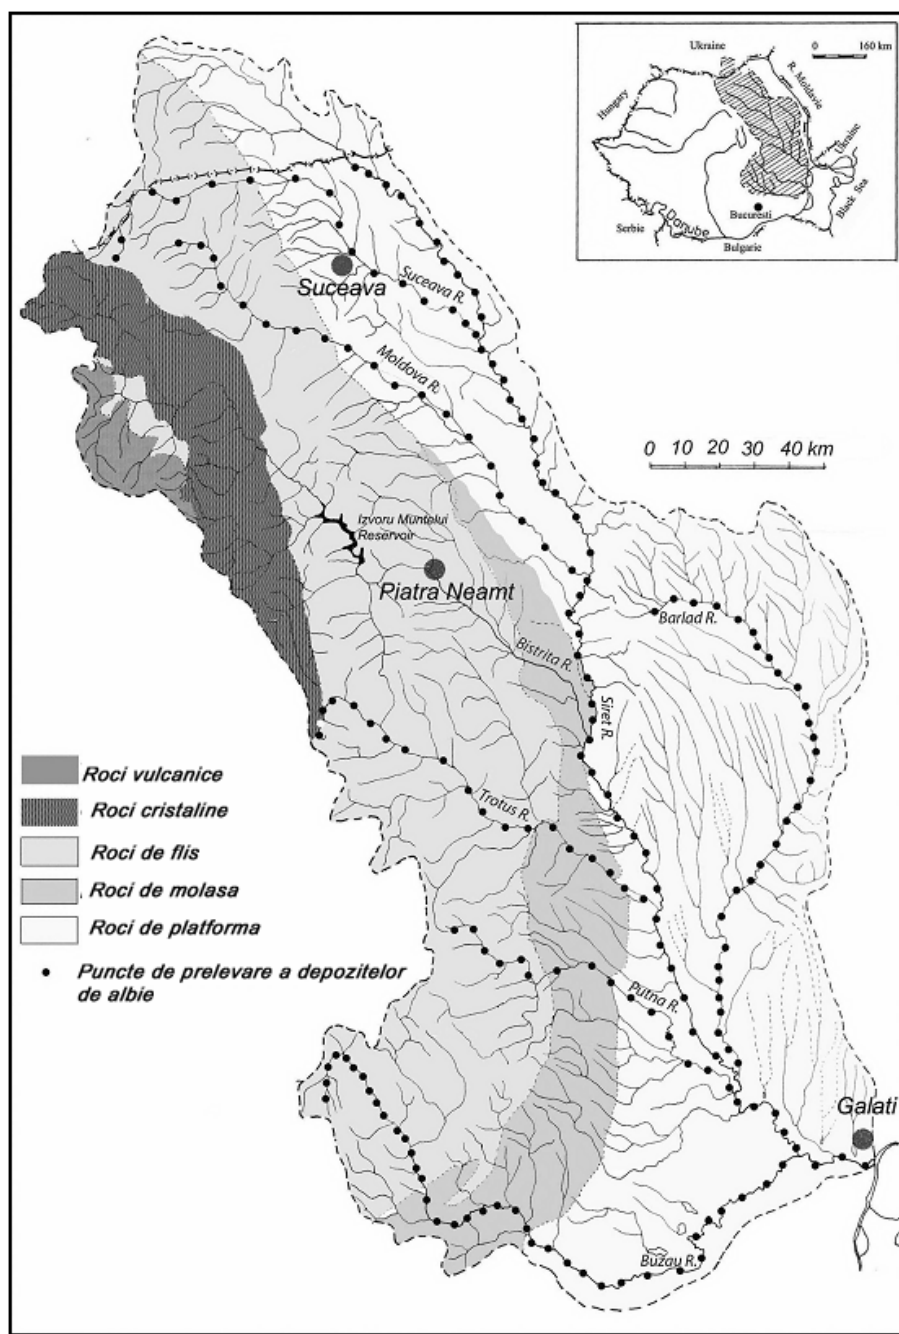 Ukraine
0 160 km
R. Moldavie
Hungary
Ukraine
Black Sea
Bucuresti
Danube
Serbie
Bulgarie
Suceava
Suceava R.
Moldova R.
0 10 20 30 40 km
Izvoru Muntelui
Reservoir
Piatra Neamt
Barlad R.
Bistrita R.
Siret R.
Roci vulcanice
Roci cristaline
Trotus R.
Roci de flis
Roci de molasa
Roci de platforma
Puncte de prelevare a depozitelor
de albie
Putna R.
Galati
Buzau R.